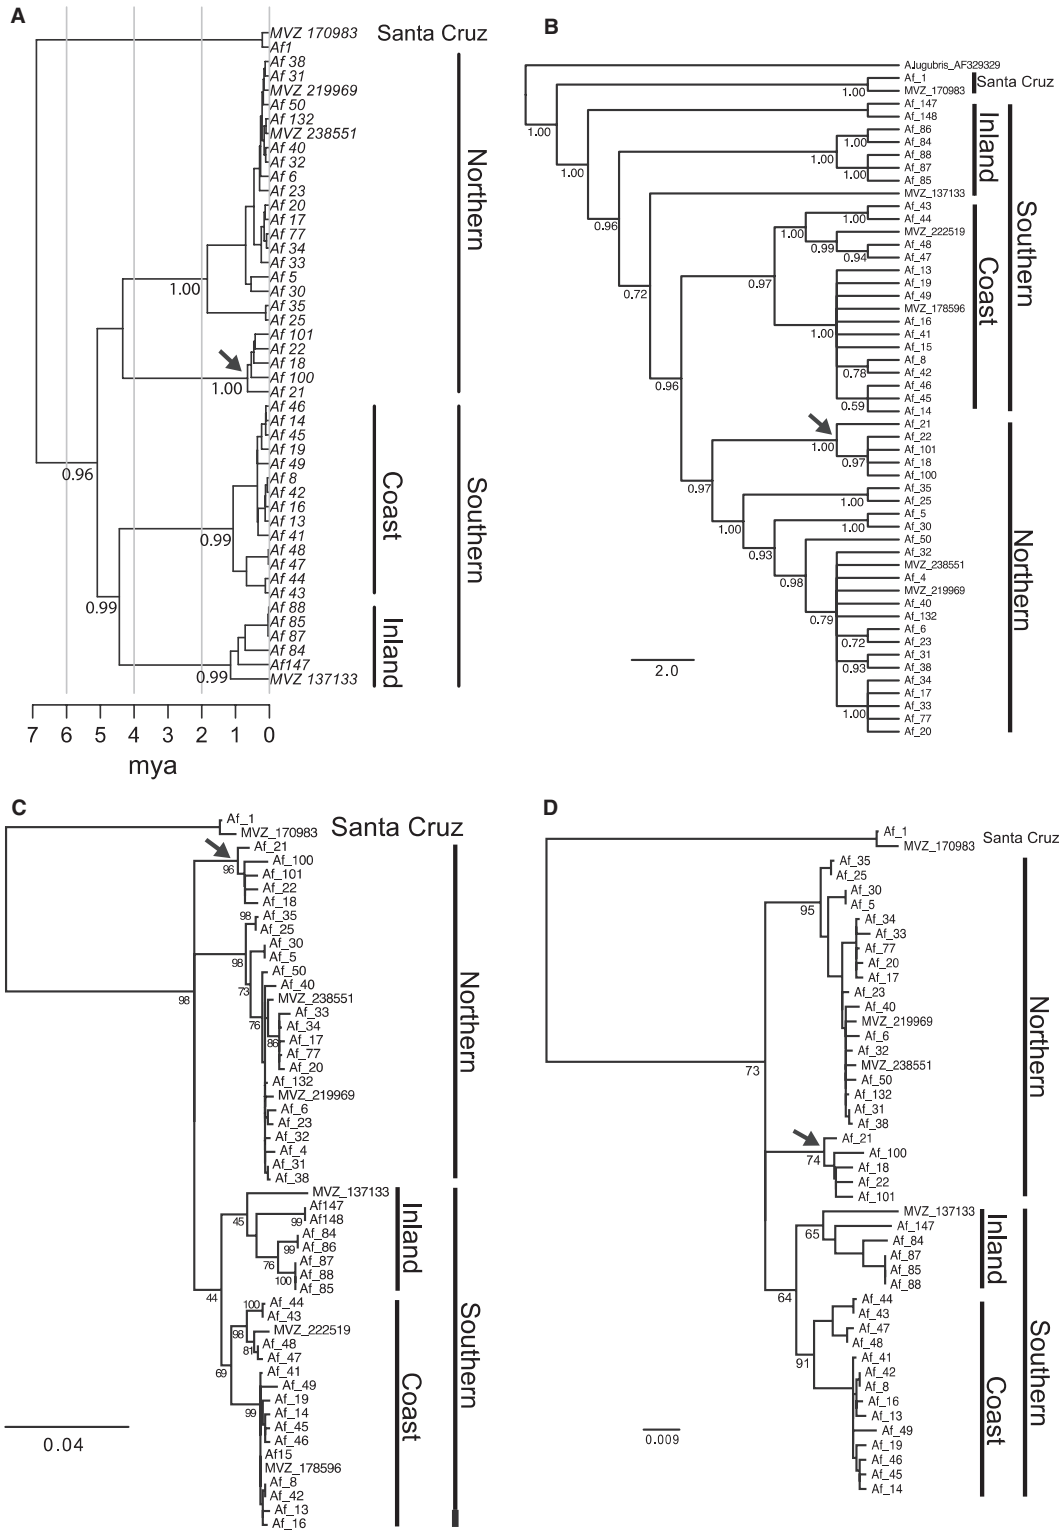 A
MVZ 170983
Af1
Santa Cruz
Af 38
Af 31
MVZ 219969
Af 50
Af 132
MVZ 238551
Af 40
Af 32
Af 6
Af 23
Af 20
Af 17
Af 77
Af 34
Af 33
Af 5
Af 30
Af 35
Af 25
Af 101
Af 22
Af 18
Af 100
Af 21
Af 46
Af 14
Af 45
Af 19
Af 49
Af 8
Af 42
Af 16
Af 13
Af 41
Af 48
Af 47
Af 44
Af 43
Af 88
Af 85
Af 87
Af 84
Af147
MVZ 137133
Northern
Southern
Coast
Inland
1.00
1.00
0.96
0.99
0.99
0.99
7 6 5 4 3 2 1 0
mya
B
A.lugubris_AF329329
Af_1
MVZ_170983
Santa Cruz
Af_147
Af_148
Af_86
Af_84
Af_88
Af_87
Af_85
MVZ_137133
Af_43
Af_44
MVZ_222519
Af_48
Af_47
Af_13
Af_19
Af_49
MVZ_178596
Af_16
Af_41
Af_15
Af_8
Af_42
Af_46
Af_45
Af_14
Af_21
Af_22
Af_101
Af_18
Af_100
Af_35
Af_25
Af_5
Af_30
Af_50
Af_32
MVZ_238551
Af_4
MVZ_219969
Af_40
Af_132
Af_6
Af_23
Af_31
Af_38
Af_34
Af_17
Af_33
Af_77
Af_20
Inland
Coast
Southern
Northern
1.00
1.00
1.00
1.00
1.00
1.00
0.96
1.00
1.00
0.99
0.94
0.72
0.97
1.00
0.78
0.96
0.59
1.00
0.97
0.97
1.00
1.00
1.00
0.93
0.98
0.79
0.72
0.93
1.00
2.0
C
Af_1
MVZ_170983
Santa Cruz
Af_21
Af_100
Af_101
Af_22
Af_18
Af_35
Af_25
Af_30
Af_5
Af_50
Af_40
MVZ_238551
Af_33
Af_34
Af_17
Af_77
Af_20
Af_132
MVZ_219969
Af_6
Af_23
Af_32
Af_4
Af_31
Af_38
MVZ_137133
Af147
Af148
Af_84
Af_86
Af_87
Af_88
Af_85
Af_44
Af_43
MVZ_222519
Af_48
Af_47
Af_41
Af_49
Af_19
Af_14
Af_45
Af_46
Af15
MVZ_178596
Af_8
Af_42
Af_13
Af_16
Northern
Inland
Southern
Coast
96
98
98
73
98
76
86
45
99
99
76
100
44
100
98
81
69
99
0.04
D
Af_1
MVZ_170983
Santa Cruz
Af_35
Af_25
Af_30
Af_5
Af_34
Af_33
Af_77
Af_20
Af_17
Af_23
Af_40
MVZ_219969
Af_6
Af_32
MVZ_238551
Af_50
Af_132
Af_31
Af_38
Af_21
Af_100
Af_18
Af_22
Af_101
MVZ_137133
Af_147
Af_84
Af_87
Af_85
Af_88
Af_44
Af_43
Af_47
Af_48
Af_41
Af_42
Af_8
Af_16
Af_13
Af_49
Af_19
Af_46
Af_45
Af_14
Northern
Inland
Southern
Coast
95
73
74
65
64
91
0.009